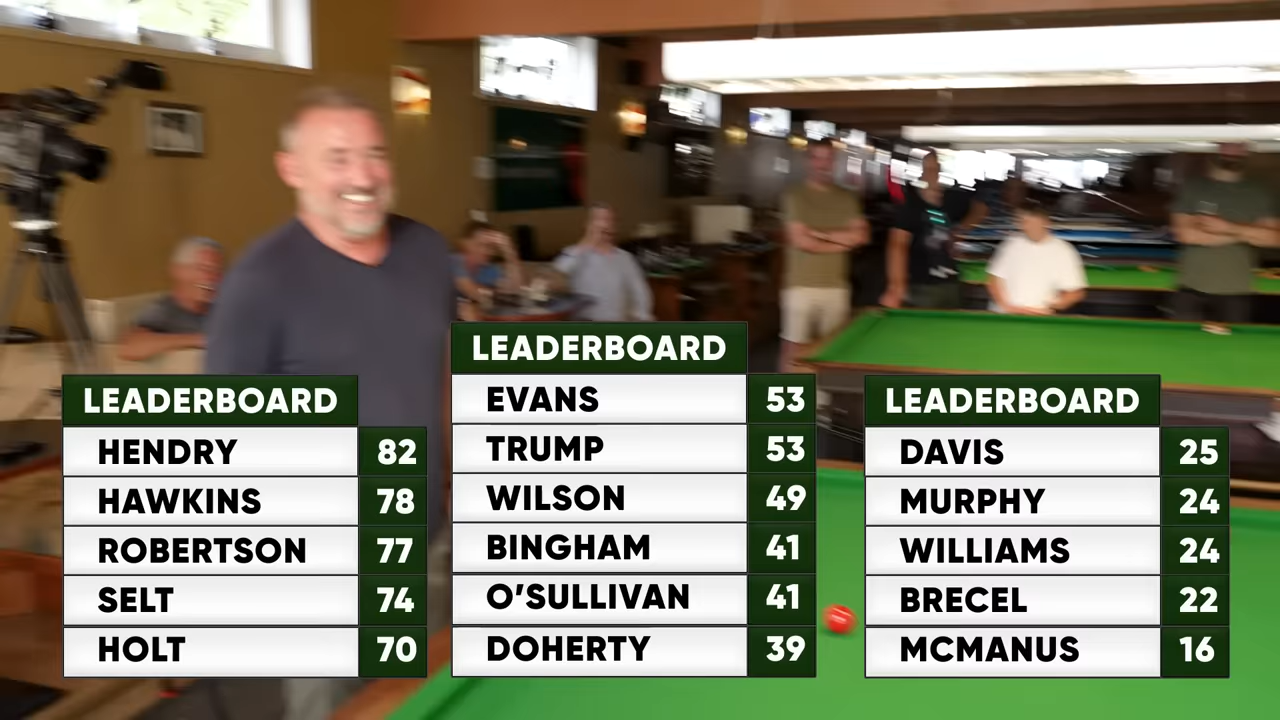 LEADERBOARD
HENDRY 82
HAWKINS 78
ROBERTSON 77
SELT 74
HOLT 70
LEADERBOARD
EVANS 53
TRUMP 53
WILSON 49
BINGHAM 41
O’SULLIVAN 41
DOHERTY 39
LEADERBOARD
DAVIS 25
MURPHY 24
WILLIAMS 24
BRECEL 22
MCMANUS 16